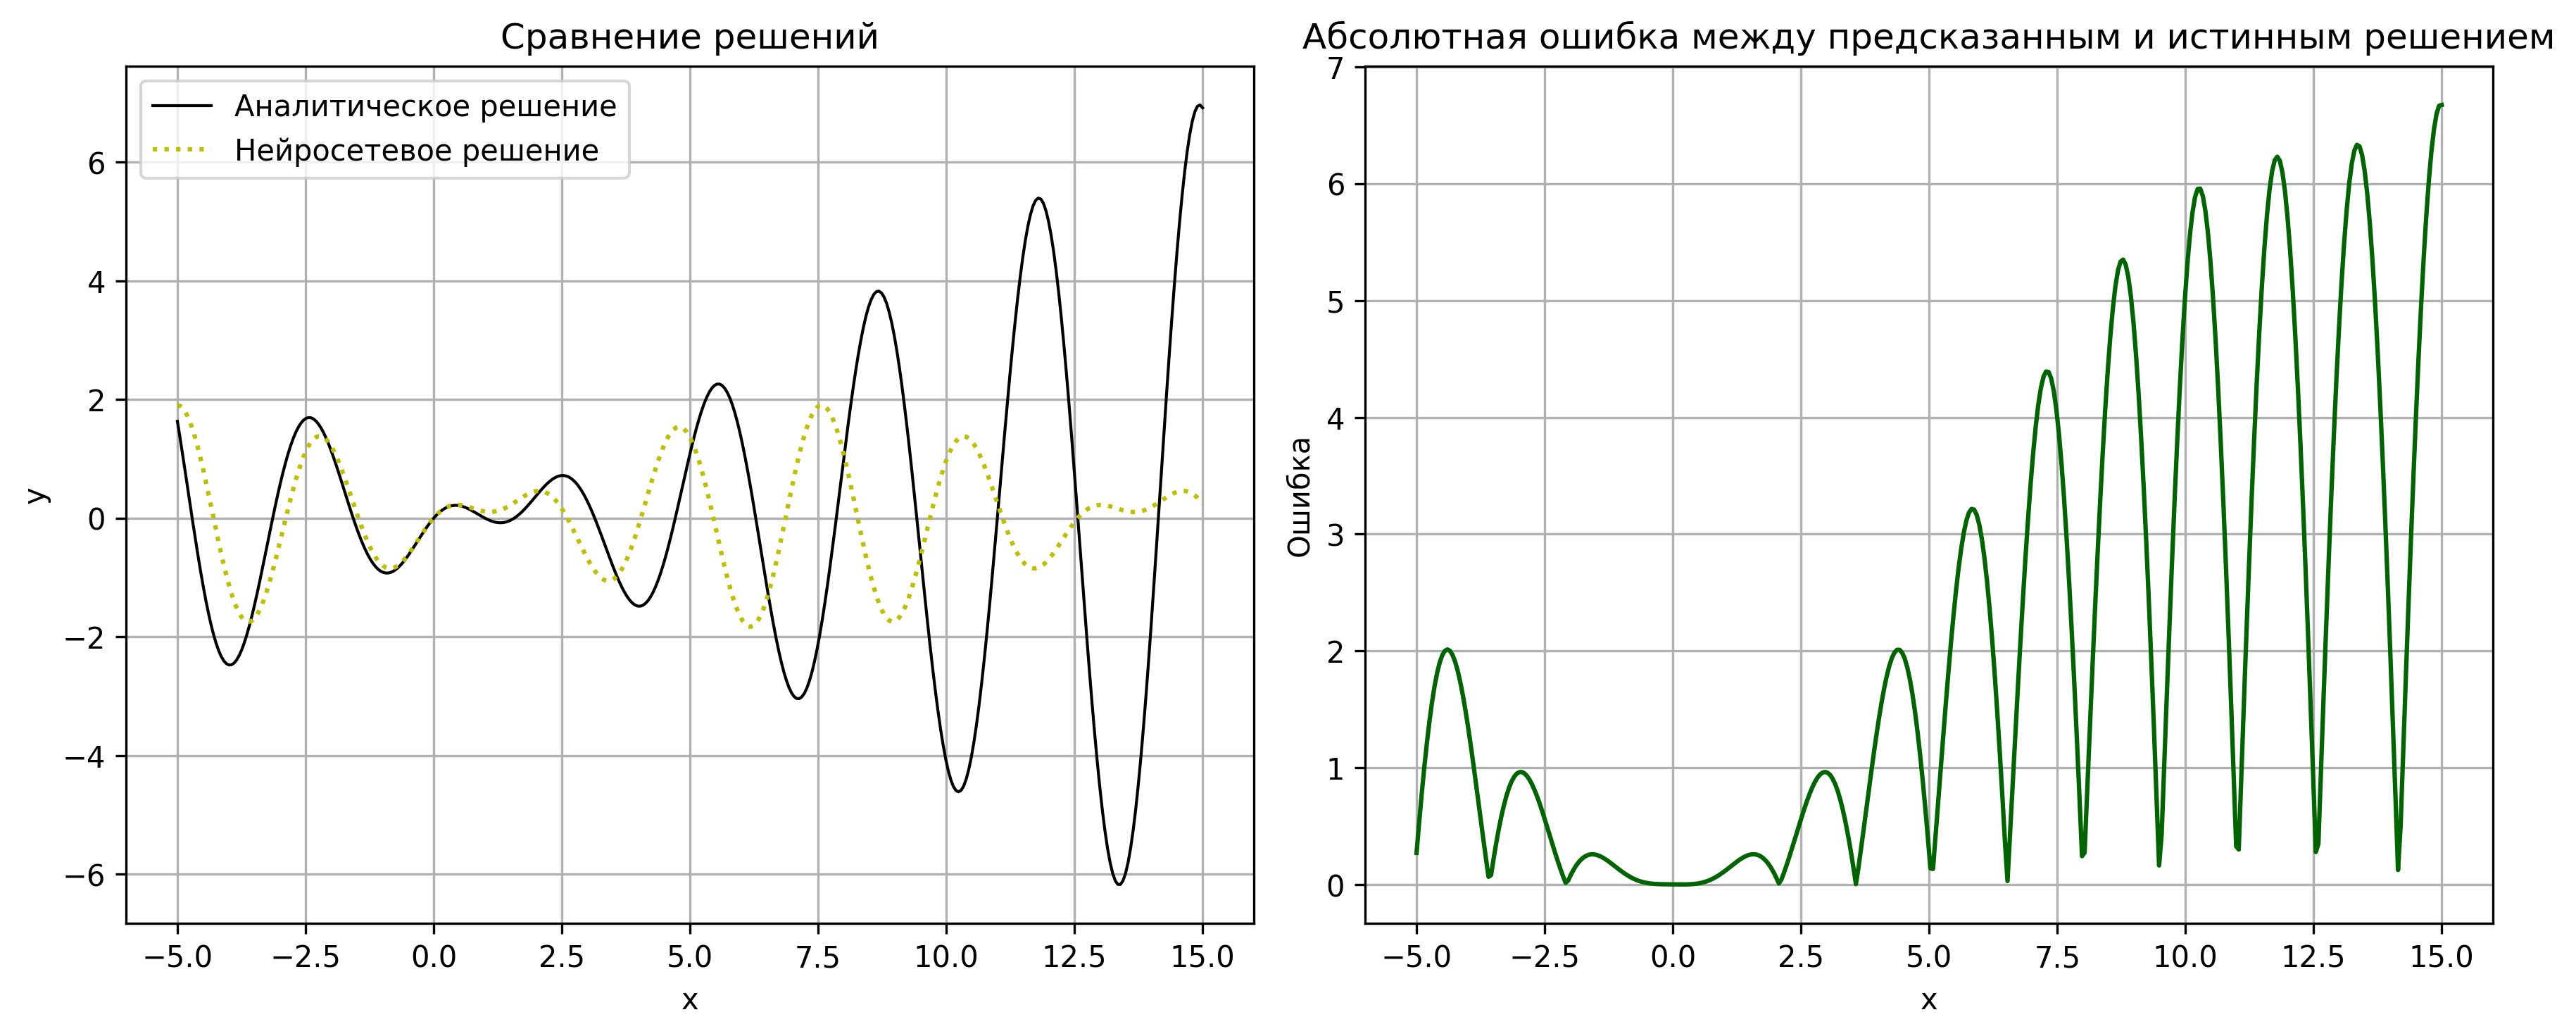 Сравнение решений
Аналитическое решение
Нейросетевое решение
6
4
2
0
−2
−4
−6
y
−5.0 −2.5 0.0 2.5 5.0 7.5 10.0 12.5 15.0
x
Абсолютная ошибка между предсказанным и истинным решением
7
6
5
4
3
2
1
0
Ошибка
−5.0 −2.5 0.0 2.5 5.0 7.5 10.0 12.5 15.0
x